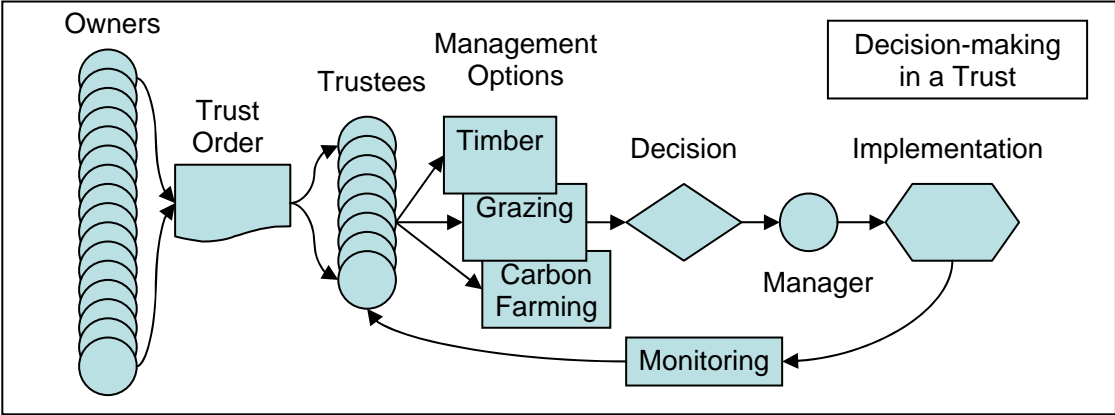 Owners
Trust
Order
Trustees
Management
Options
Timber
Grazing
Carbon
Farming
Decision
Manager
Implementation
Monitoring
Decision-making
in a Trust